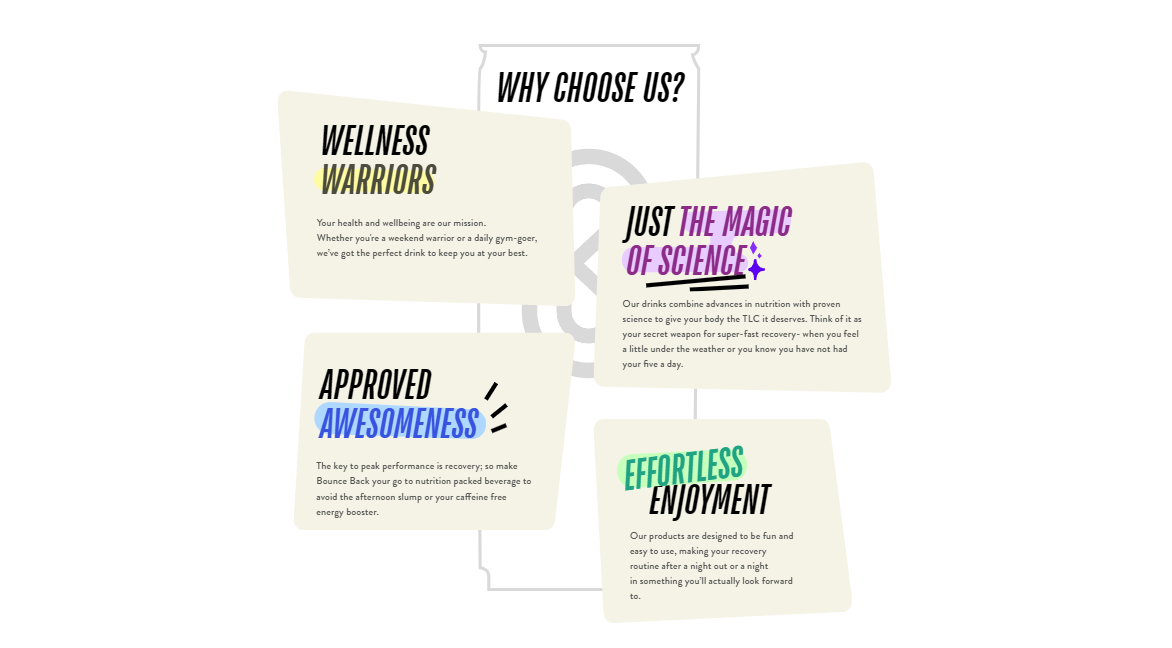 WHY CHOOSE US?
WELLNESS
WARRIORS
Your health and wellbeing are our mission.
Whether you're a weekend warrior or a daily gym-goer,
we've got the perfect drink to keep you at your best.
JUST THE MAGIC
OF SCIENCE
Our drinks combine advances in nutrition with proven
science to give your body the TLC it deserves. Think of it as
your secret weapon for super-fast recovery- when you feel
a little under the weather or you know you have not had
your five a day.
APPROVED
AWESOMENESS
The key to peak performance is recovery; so make
Bounce Back your go to nutrition packed beverage to
avoid the afternoon slump or your caffeine free
energy booster.
EFFORTLESS
ENJOYMENT
Our products are designed to be fun and
easy to use, making your recovery
routine after a night out or a night
in something you'll actually look forward
to.